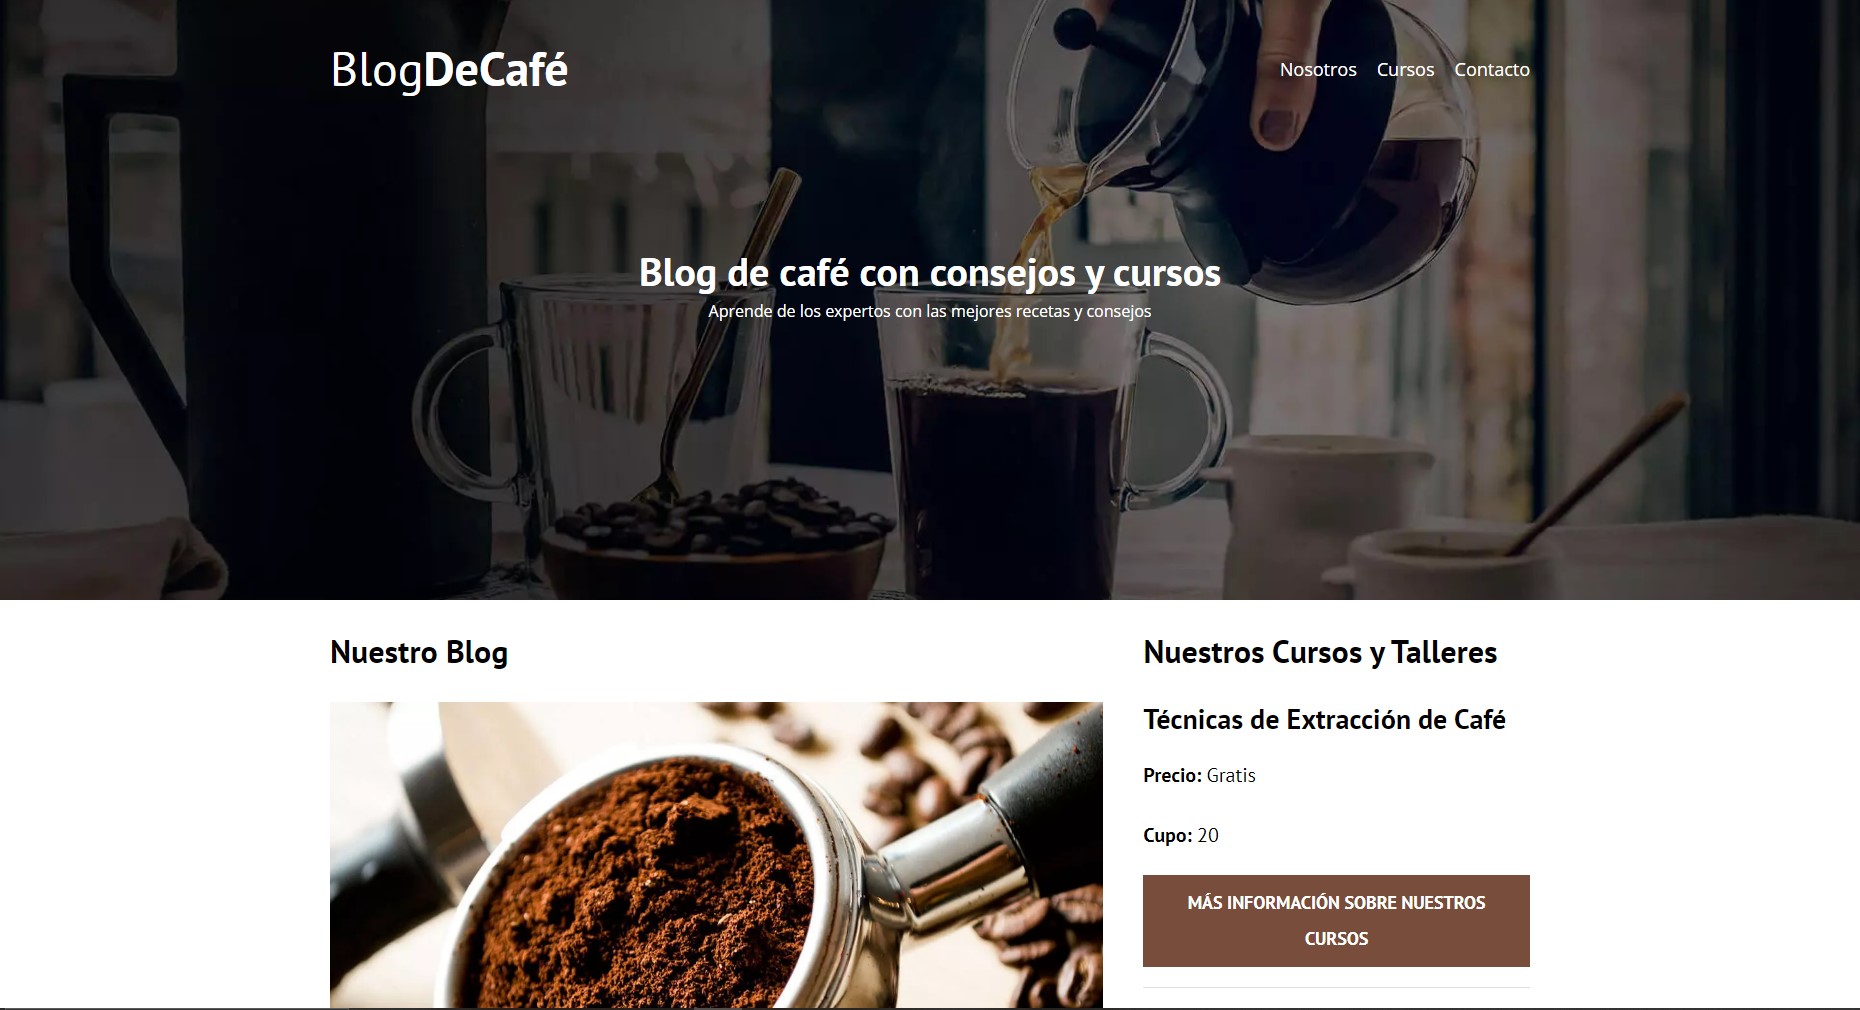 BlogDeCafé
Nosotros Cursos Contacto
Blog de café con consejos y cursos
Aprende de los expertos con las mejores recetas y consejos
Nuestro Blog
Nuestros Cursos y Talleres
Técnicas de Extracción de Café
Precio: Gratis
Cupo: 20
MÁS INFORMACIÓN SOBRE NUESTROS
CURSOS